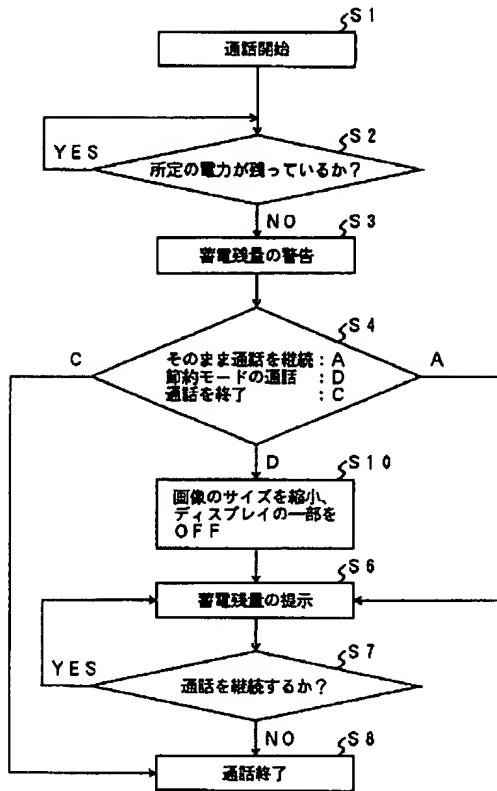 S1
通話開始
S2
YES
所定の電力が残っているか?
NO
S3
蓄電残量の警告
S4
C
A
そのまま通話を継続:A
節約モードの通話 :D
通話を終了 :C
D
S10
画像のサイズを縮小、
ディスプレイの一部を
OFF
S6
蓄電残量の提示
S7
YES
通話を継続するか?
NO
S8
通話終了